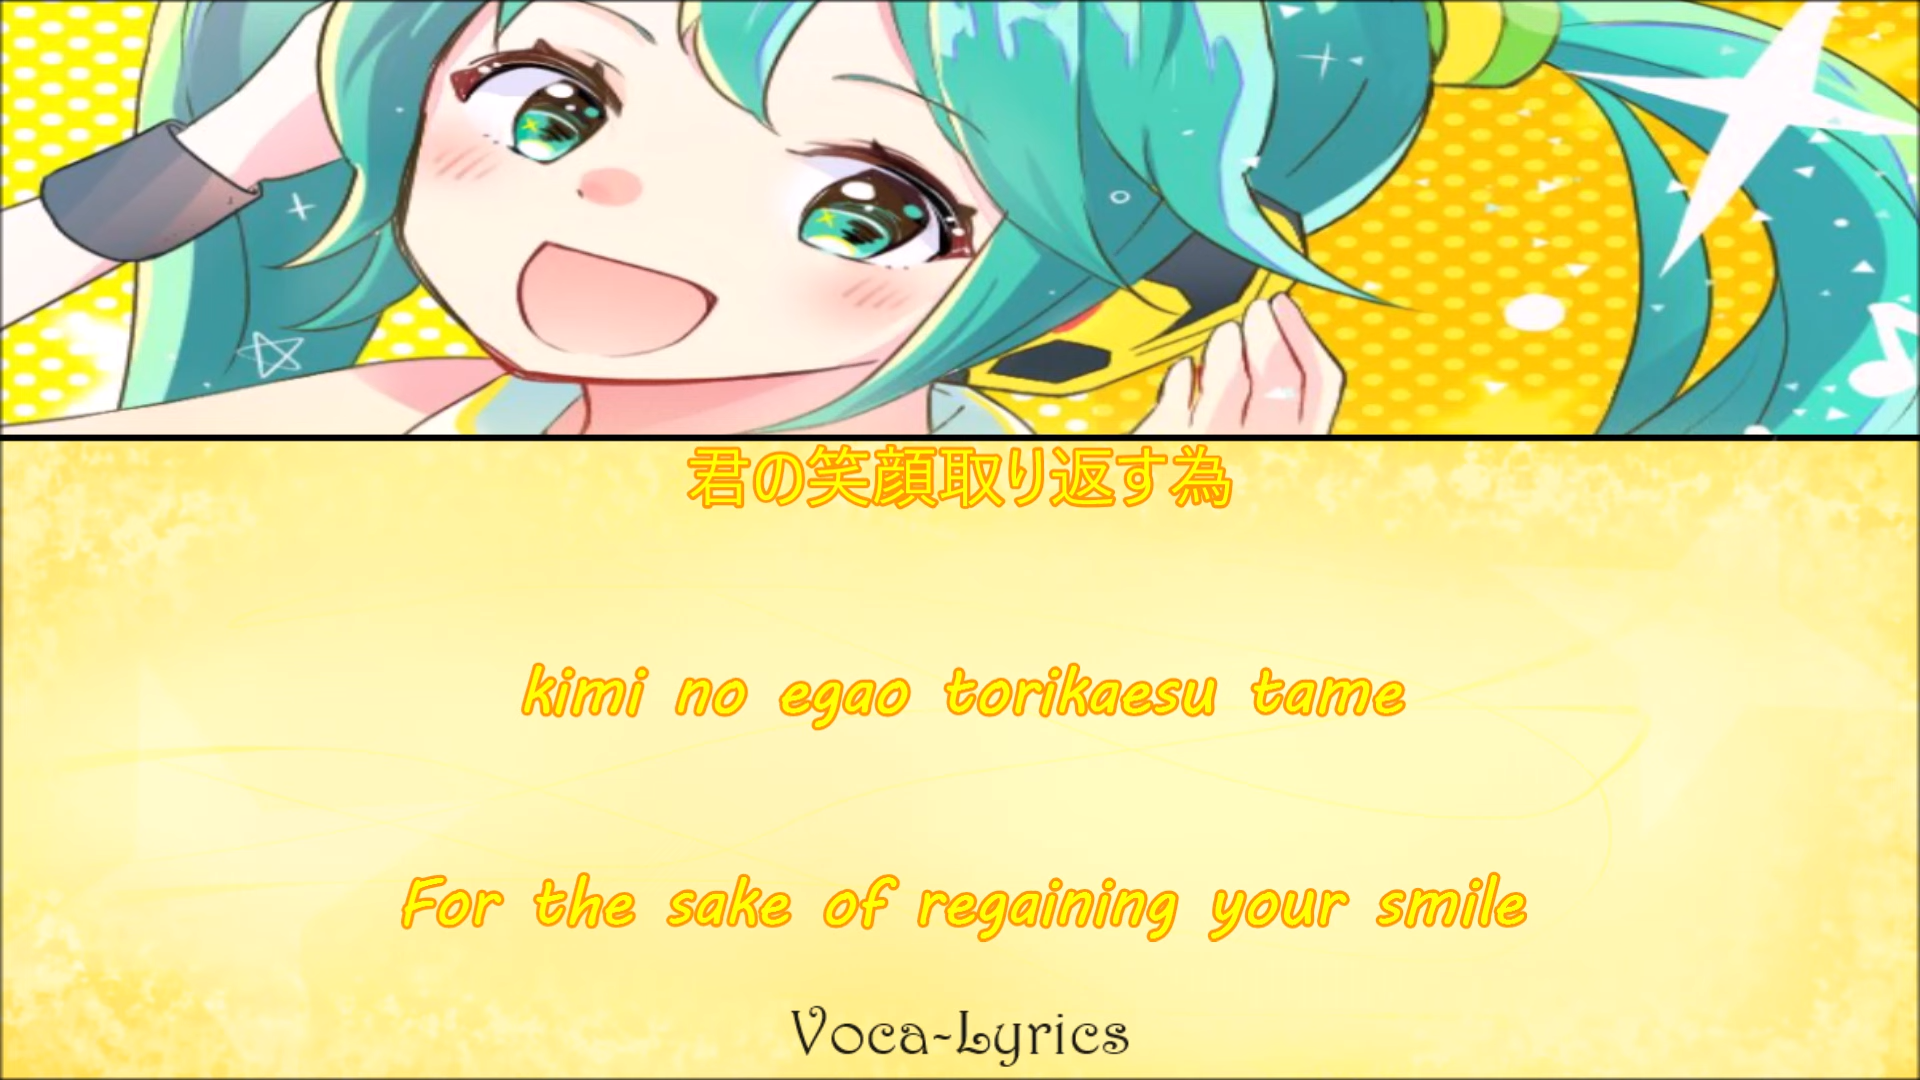 君の笑顔取り返す為
kimi no egao torikaesu tame
For the sake of regaining your smile
Voca-Lyrics